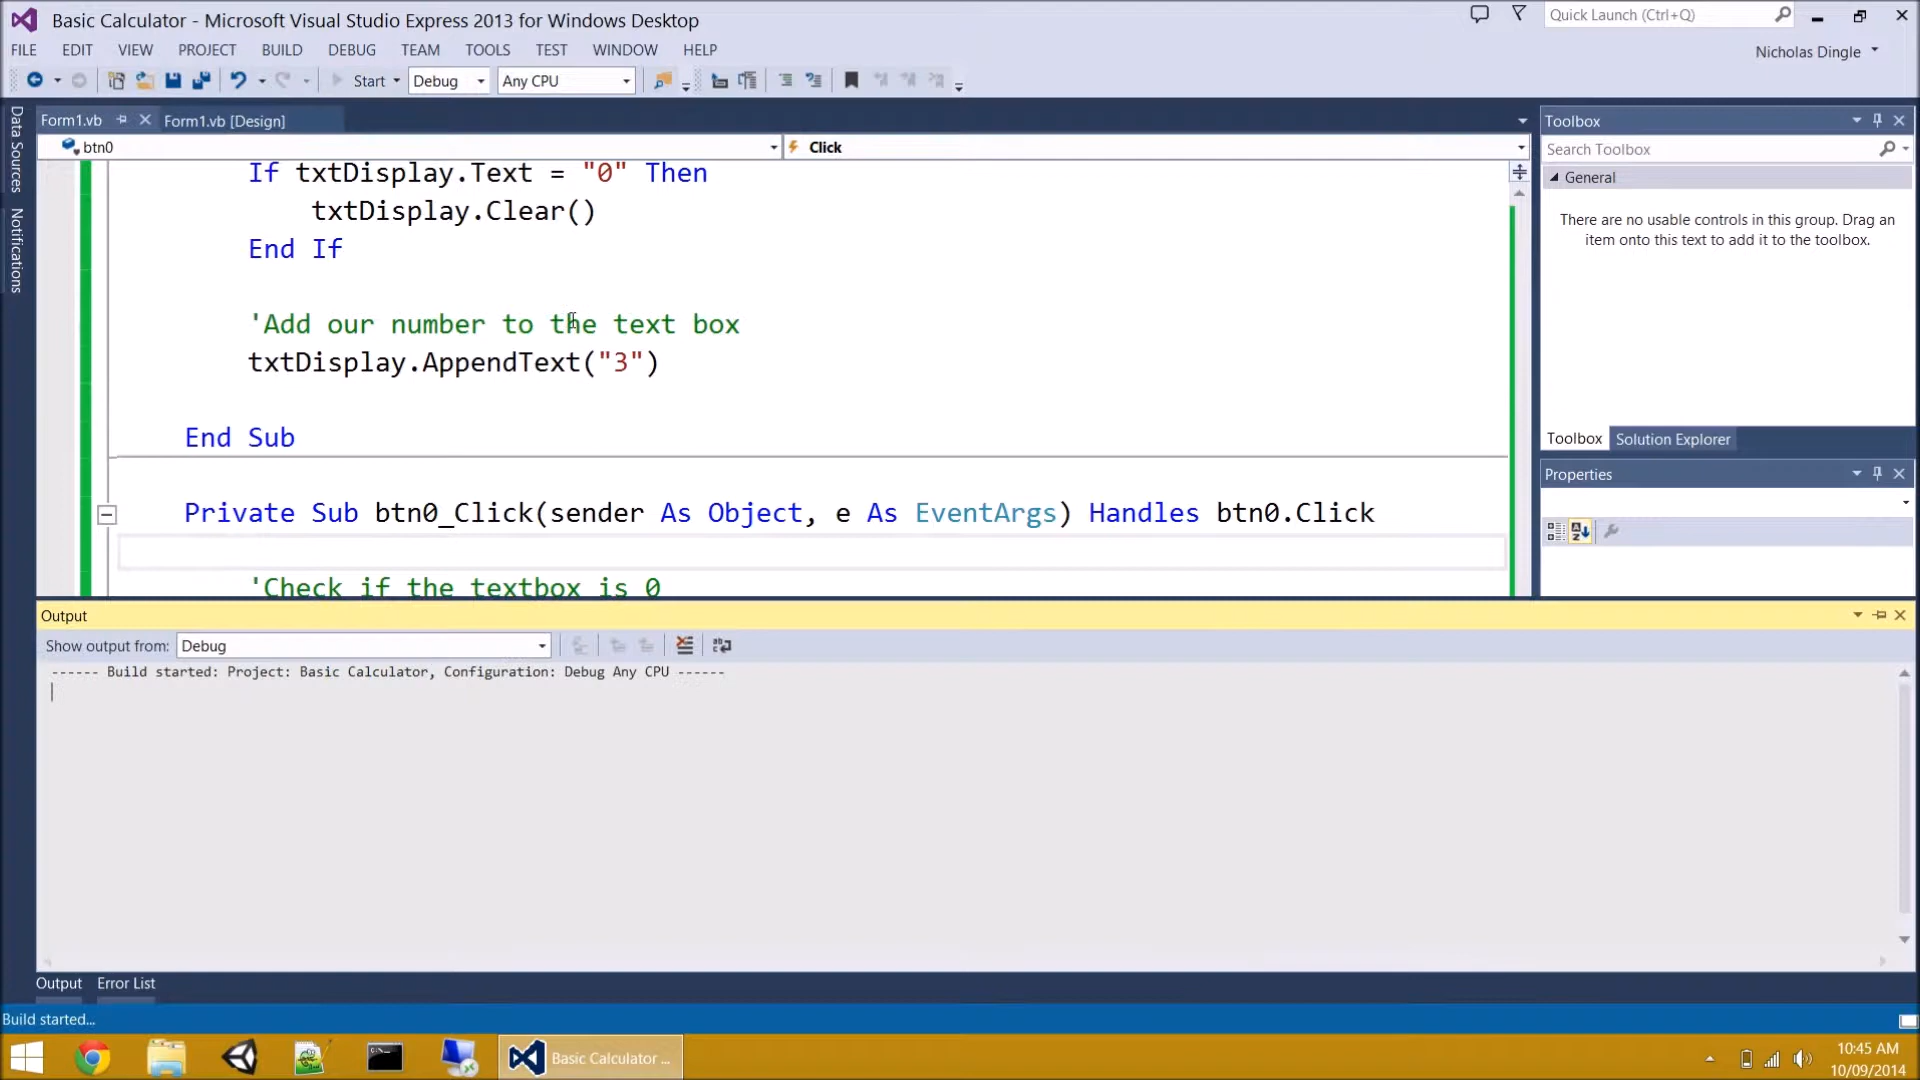 Basic Calculator - Microsoft Visual Studio Express 2013 for Windows Desktop
Quick Launch (Ctrl+Q)
FILE EDIT VIEW PROJECT BUILD DEBUG TEAM TOOLS TEST WINDOW HELP
Nicholas Dingle
Start Debug Any CPU
Data Sources
Notifications
Form1.vb Form1.vb [Design]
btn0 Click
If txtDisplay.Text = "0" Then
txtDisplay.Clear()
End If
'Add our number to the text box
txtDisplay.AppendText("3")
End Sub
Private Sub btn0_Click(sender As Object, e As EventArgs) Handles btn0.Click
'Check if the textbox is 0
Toolbox
Search Toolbox
General
There are no usable controls in this group. Drag an
item onto this text to add it to the toolbox.
Toolbox Solution Explorer
Properties
Output
Show output from: Debug
------ Build started: Project: Basic Calculator, Configuration: Debug Any CPU ------
Output Error List
Build started...
Basic Calculator ...
10:45 AM
10/09/2014